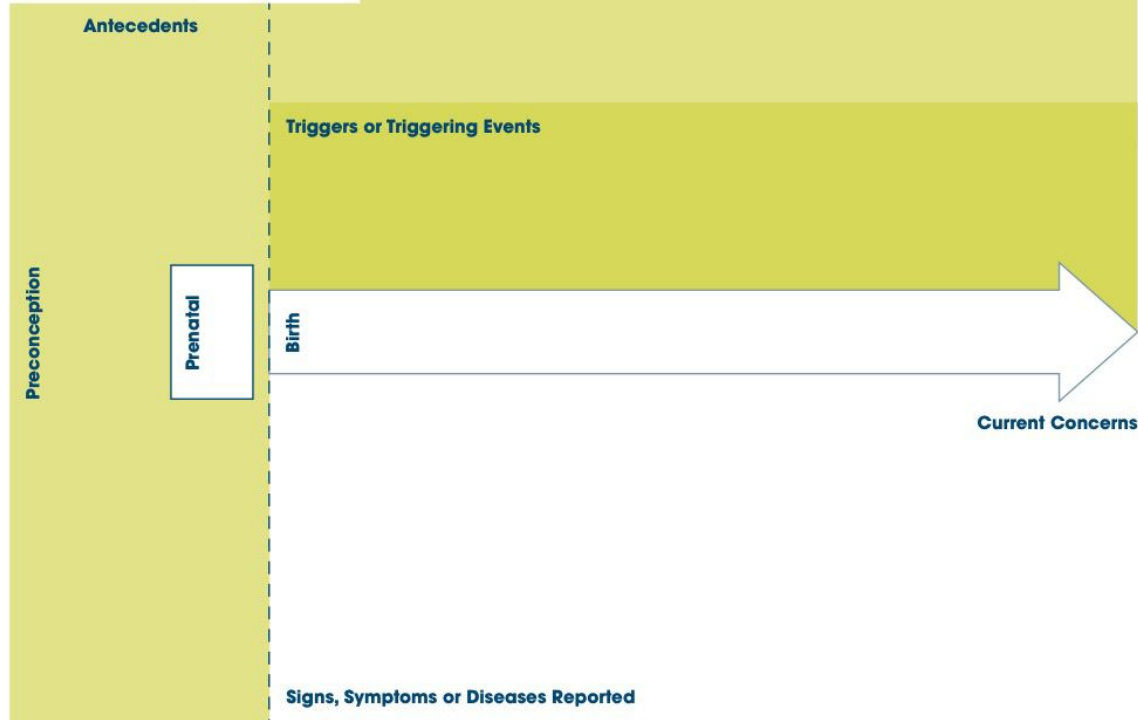 Antecedents
Triggers or Triggering Events
Preconception
Prenatal
Birth
Current Concerns
Signs, Symptoms or Diseases Reported